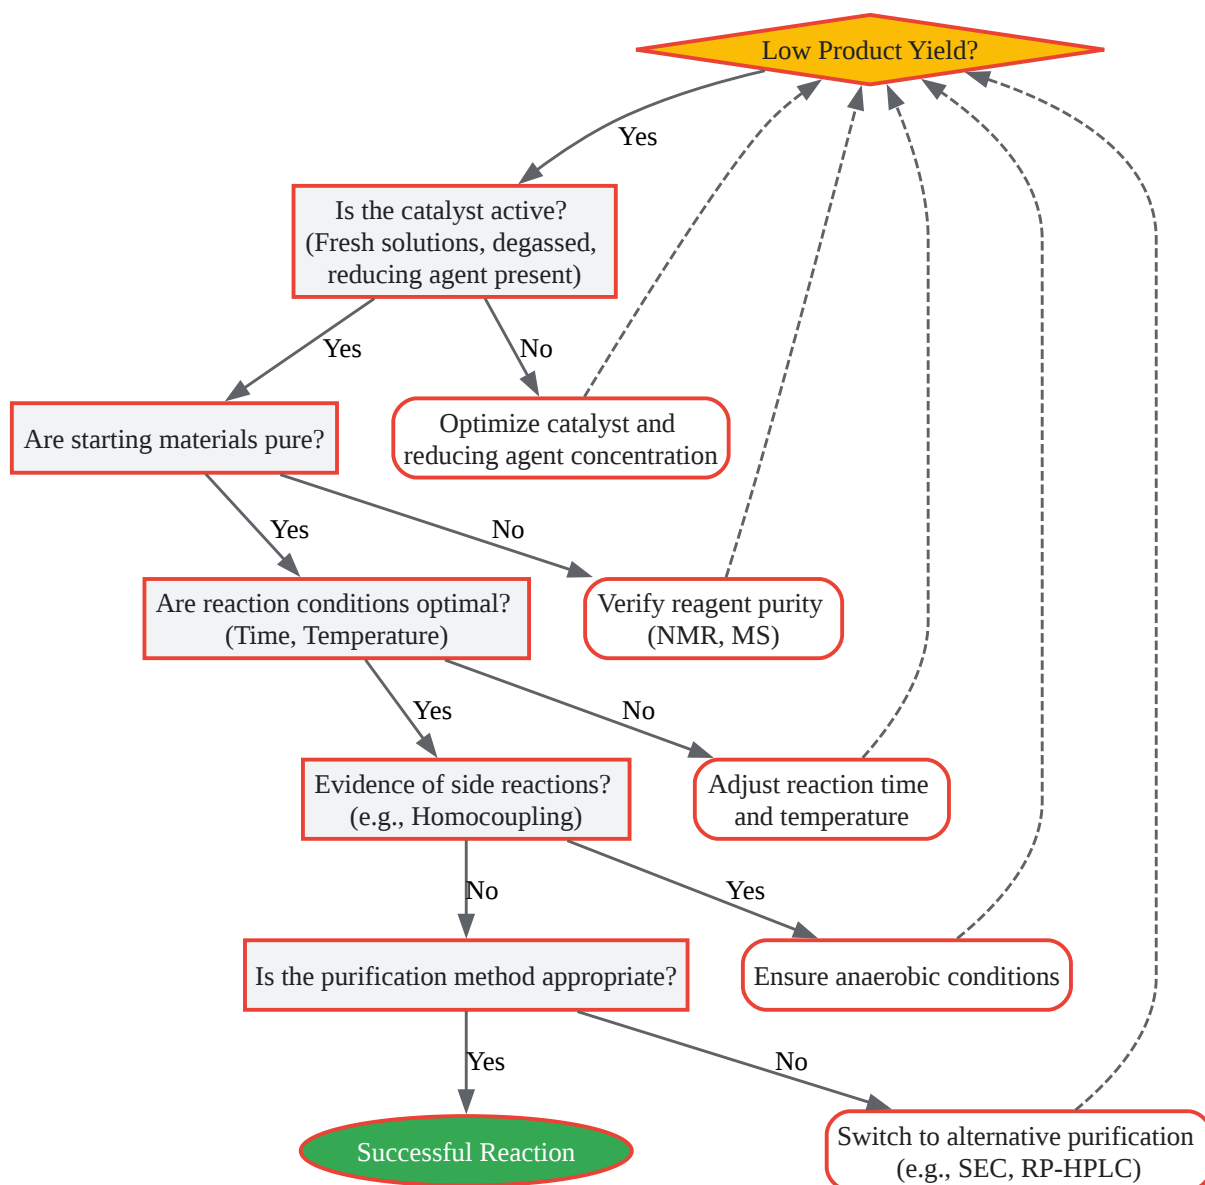 Low Product Yield?
Yes
Is the catalyst active?
(Fresh solutions, degassed,
reducing agent present)
Yes
No
Are starting materials pure?
Optimize catalyst and
reducing agent concentration
Yes
No
Are reaction conditions optimal?
(Time, Temperature)
Verify reagent purity
(NMR, MS)
Yes
No
Evidence of side reactions?
(e.g., Homocoupling)
Adjust reaction time
and temperature
No
Yes
Is the purification method appropriate?
Ensure anaerobic conditions
Yes
No
Successful Reaction
Switch to alternative purification
(e.g., SEC, RP-HPLC)